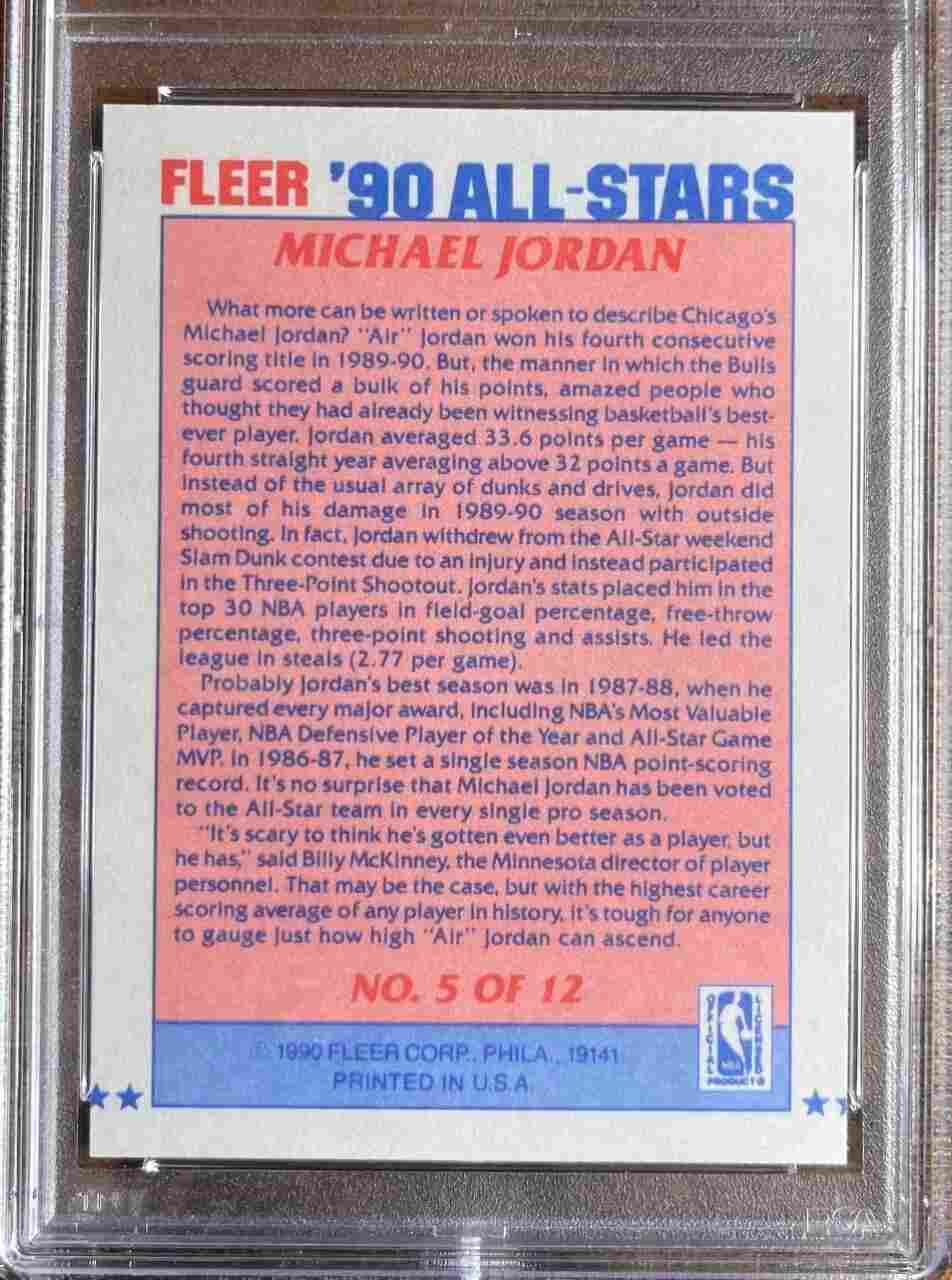 FLEER '90 ALL-STARS
MICHAEL JORDAN
What more can be written or spoken to describe Chicago's
Michael Jordan? "Air" Jordan won his fourth consecutive
scoring title in 1989-90. But, the manner in which the Bulls
guard scored a bulk of his points, amazed people who
thought they had already been witnessing basketball's best-
ever player. Jordan averaged 33.6 points per game — his
fourth straight year averaging above 32 points a game. But
instead of the usual array of dunks and drives, Jordan did
most of his damage in 1989-90 season with outside
shooting. In fact, Jordan withdrew from the All-Star weekend
Slam Dunk contest due to an injury and instead participated
in the Three-Point Shootout. Jordan's stats placed him in the
top 30 NBA players in field-goal percentage, free-throw
percentage, three-point shooting and assists. He led the
league in steals (2.77 per game).
Probably Jordan's best season was in 1987-88, when he
captured every major award, including NBA's Most Valuable
Player, NBA Defensive Player of the Year and All-Star Game
MVP. In 1986-87, he set a single season NBA point-scoring
record. It's no surprise that Michael Jordan has been voted
to the All-Star team in every single pro season.
"It's scary to think he's gotten even better as a player, but
he has," said Billy McKinney, the Minnesota director of player
personnel. That may be the case, but with the highest career
scoring average of any player in history, it's tough for anyone
to gauge just how high "Air" Jordan can ascend.
NO. 5 OF 12
OFFICIAL
LICENSED
NBA
PRODUCT ®
© 1990 FLEER CORP., PHILA., 19141
PRINTED IN U.S.A.